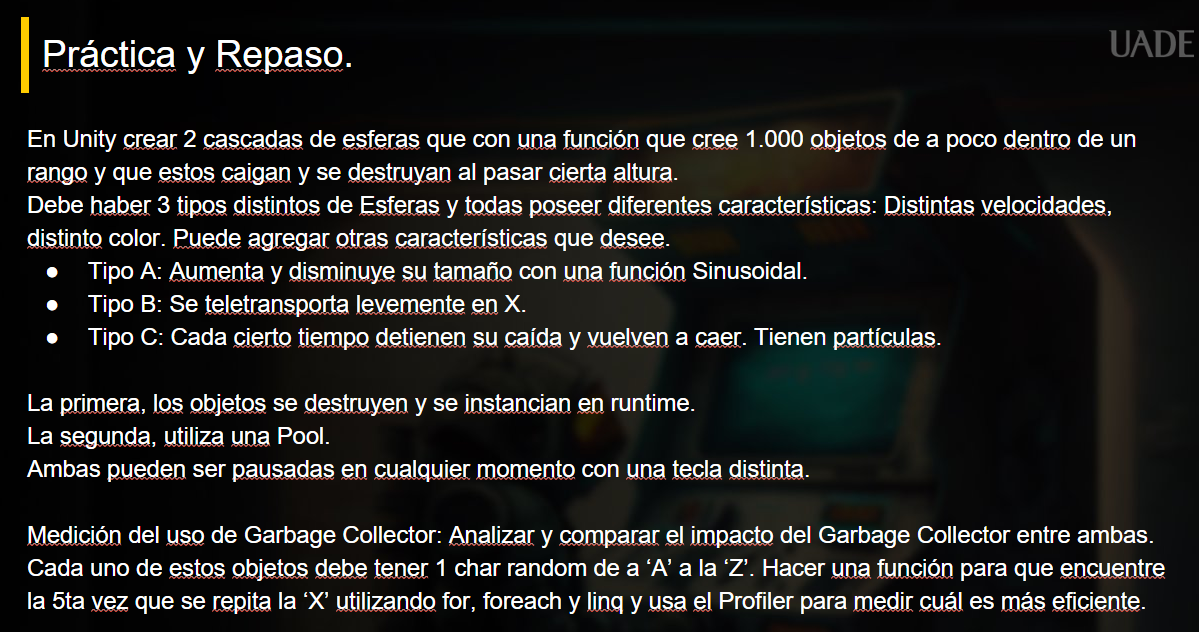 Práctica y Repaso.
UADE
En Unity crear 2 cascadas de esferas que con una función que cree 1.000 objetos de a poco dentro de un
rango y que estos caigan y se destruyan al pasar cierta altura.
Debe haber 3 tipos distintos de Esferas y todas poseer diferentes características: Distintas velocidades,
distinto color. Puede agregar otras características que desee.
● Tipo A: Aumenta y disminuye su tamaño con una función Sinusoidal.
● Tipo B: Se teletransporta levemente en X.
● Tipo C: Cada cierto tiempo detienen su caída y vuelven a caer. Tienen partículas.
La primera, los objetos se destruyen y se instancian en runtime.
La segunda, utiliza una Pool.
Ambas pueden ser pausadas en cualquier momento con una tecla distinta.
Medición del uso de Garbage Collector: Analizar y comparar el impacto del Garbage Collector entre ambas.
Cada uno de estos objetos debe tener 1 char random de a ‘A’ a la ‘Z’. Hacer una función para que encuentre
la 5ta vez que se repita la ‘X’ utilizando for, foreach y linq y usa el Profiler para medir cuál es más eficiente.